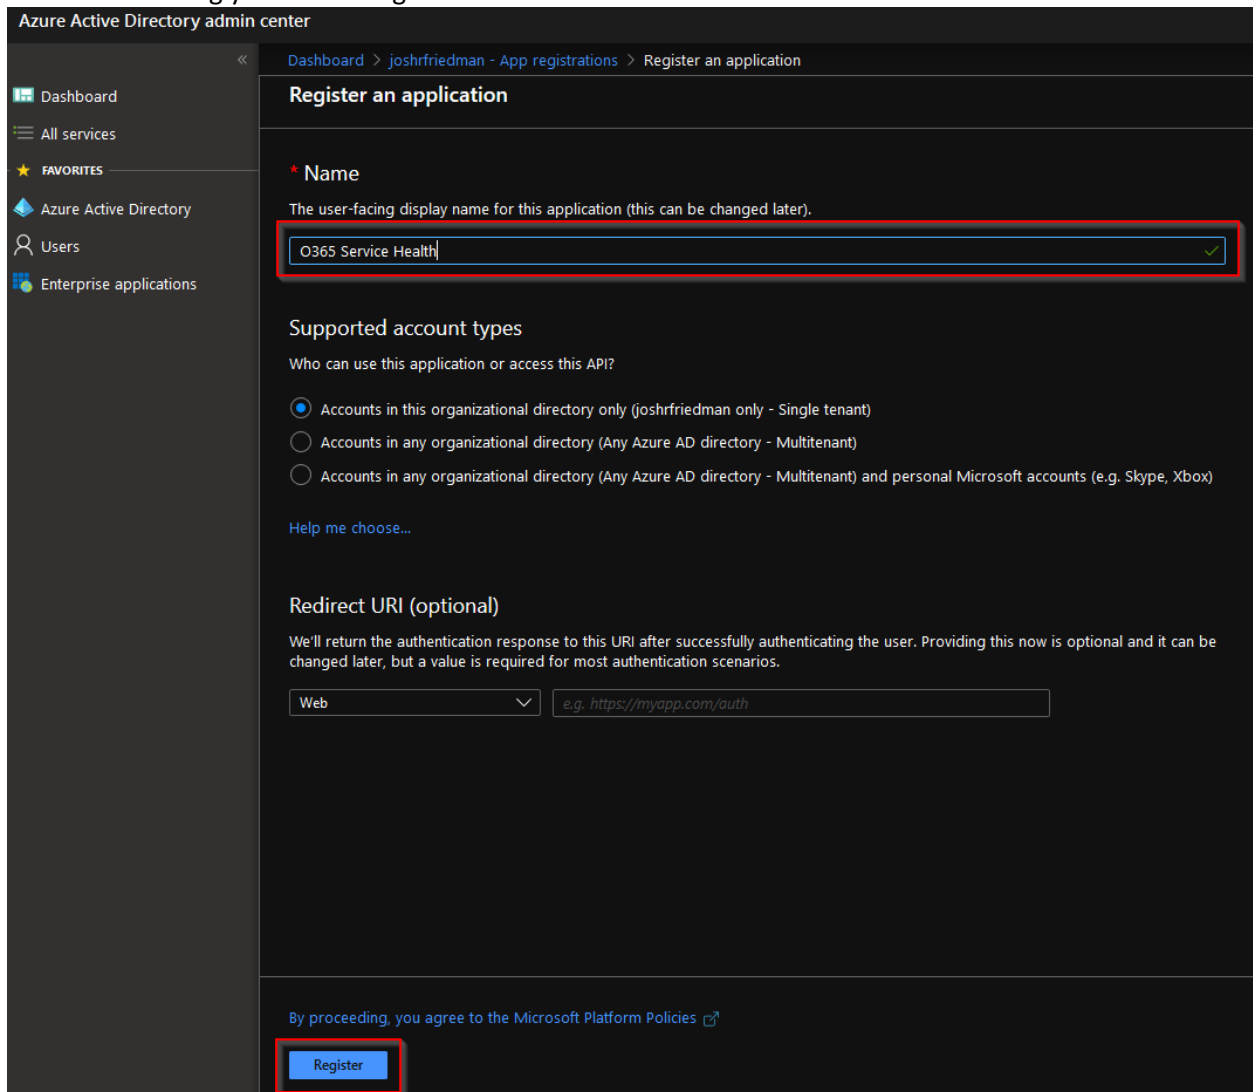 Azure Active Directory admin center
«
Dashboard > joshrfriedman - App registrations > Register an application
Dashboard
All services
FAVORITES
Azure Active Directory
Users
Enterprise applications
Register an application
* Name
The user-facing display name for this application (this can be changed later).
O365 Service Health
Supported account types
Who can use this application or access this API?
Accounts in this organizational directory only (joshrfriedman only - Single tenant)
Accounts in any organizational directory (Any Azure AD directory - Multitenant)
Accounts in any organizational directory (Any Azure AD directory - Multitenant) and personal Microsoft accounts (e.g. Skype, Xbox)
Help me choose...
Redirect URI (optional)
We'll return the authentication response to this URI after successfully authenticating the user. Providing this now is optional and it can be
changed later, but a value is required for most authentication scenarios.
Web
e.g. https://myapp.com/auth
By proceeding, you agree to the Microsoft Platform Policies
Register